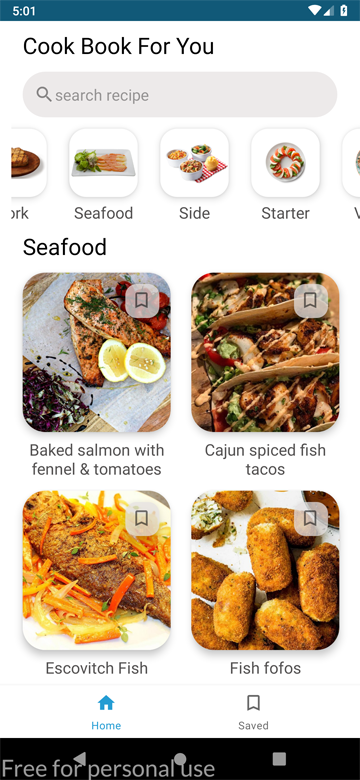 5:01
Cook Book For You
search recipe
ork
Seafood
Side
Starter
V
Seafood
Baked salmon with
fennel & tomatoes
Cajun spiced fish
tacos
Escovitch Fish
Fish fofos
Home
Saved
Free for personal use